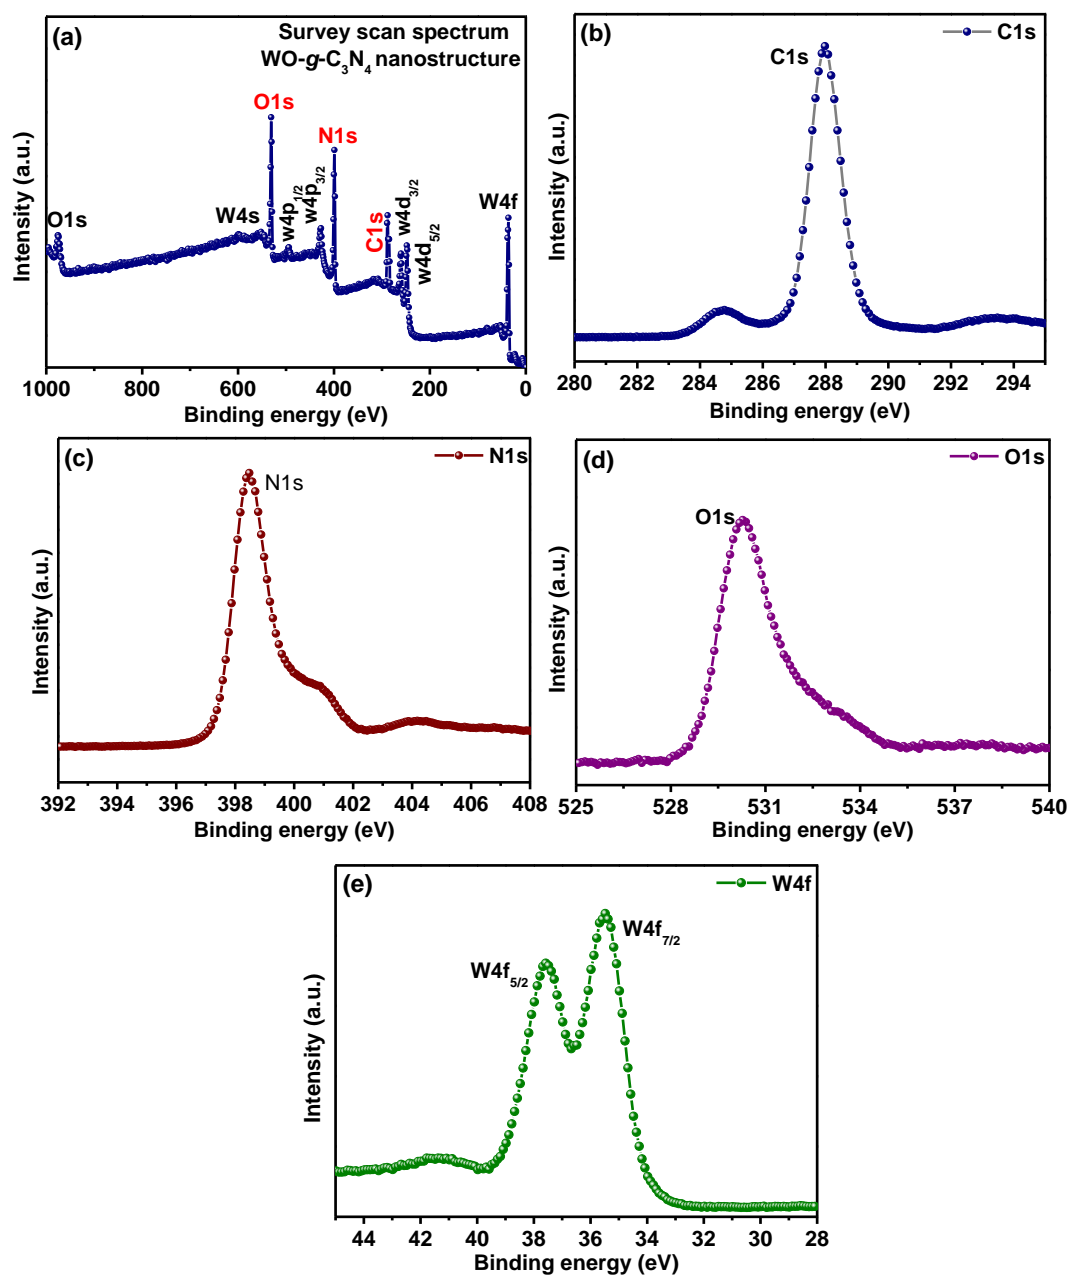 (a)
Survey scan spectrum
WO-g-C₃N₄ nanostructure
O1s
W4s
O1s
w4p₁/₂
w4p₃/₂
N1s
C1s
w4d₃/₂
w4d₅/₂
W4f
Intensity (a.u.)
1000 800 600 400 200 0
Binding energy (eV)
(b)
C1s
C1s
Intensity (a.u.)
280 282 284 286 288 290 292 294
Binding energy (eV)
(c)
N1s
N1s
Intensity (a.u.)
392 394 396 398 400 402 404 406 408
Binding energy (eV)
(d)
O1s
O1s
Intensity (a.u.)
525 528 531 534 537 540
Binding energy (eV)
(e)
W4f
W4f₇/₂
W4f₅/₂
Intensity (a.u.)
44 42 40 38 36 34 32 30 28
Binding energy (eV)